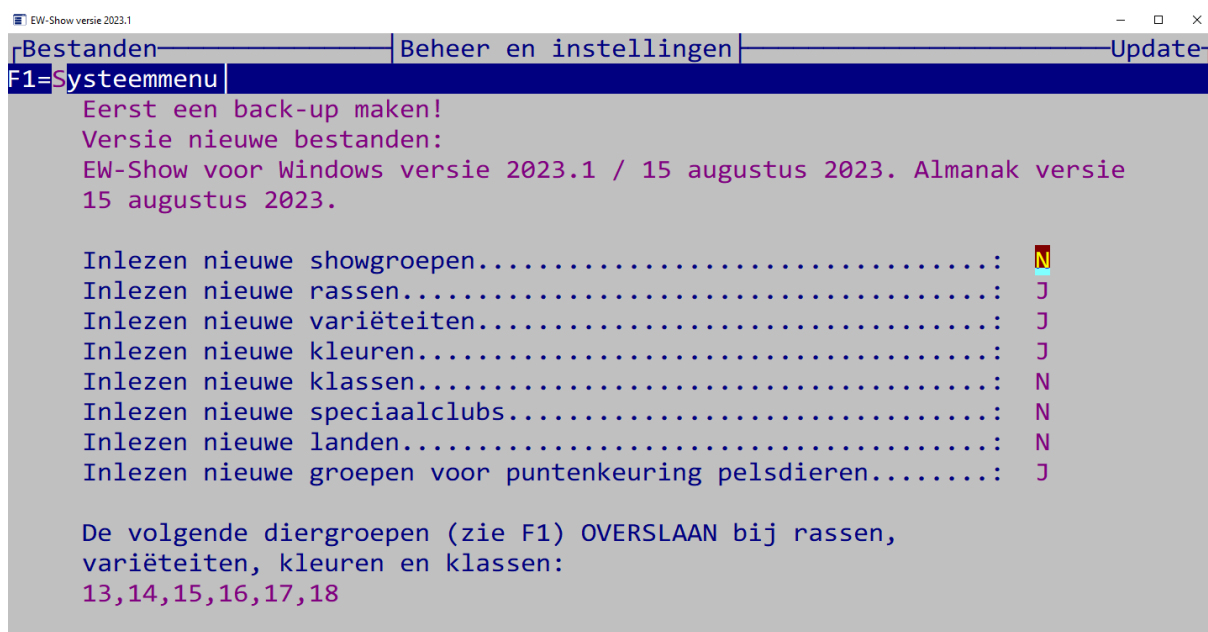 EW-Show versie 2023.1
Bestanden Beheer en instellingen Update
F1=Systeemmenu
Eerst een back-up maken!
Versie nieuwe bestanden:
EW-Show voor Windows versie 2023.1 / 15 augustus 2023. Almanak versie
15 augustus 2023.
Inlezen nieuwe showgroepen..................................: N
Inlezen nieuwe rassen.......................................: J
Inlezen nieuwe variëteiten..................................: J
Inlezen nieuwe kleuren......................................: J
Inlezen nieuwe klassen......................................: N
Inlezen nieuwe speciaalclubs................................: N
Inlezen nieuwe landen.......................................: N
Inlezen nieuwe groepen voor puntenkeuring pelsdieren........: J
De volgende diergroepen (zie F1) OVERSLAAN bij rassen,
variëteiten, kleuren en klassen:
13,14,15,16,17,18